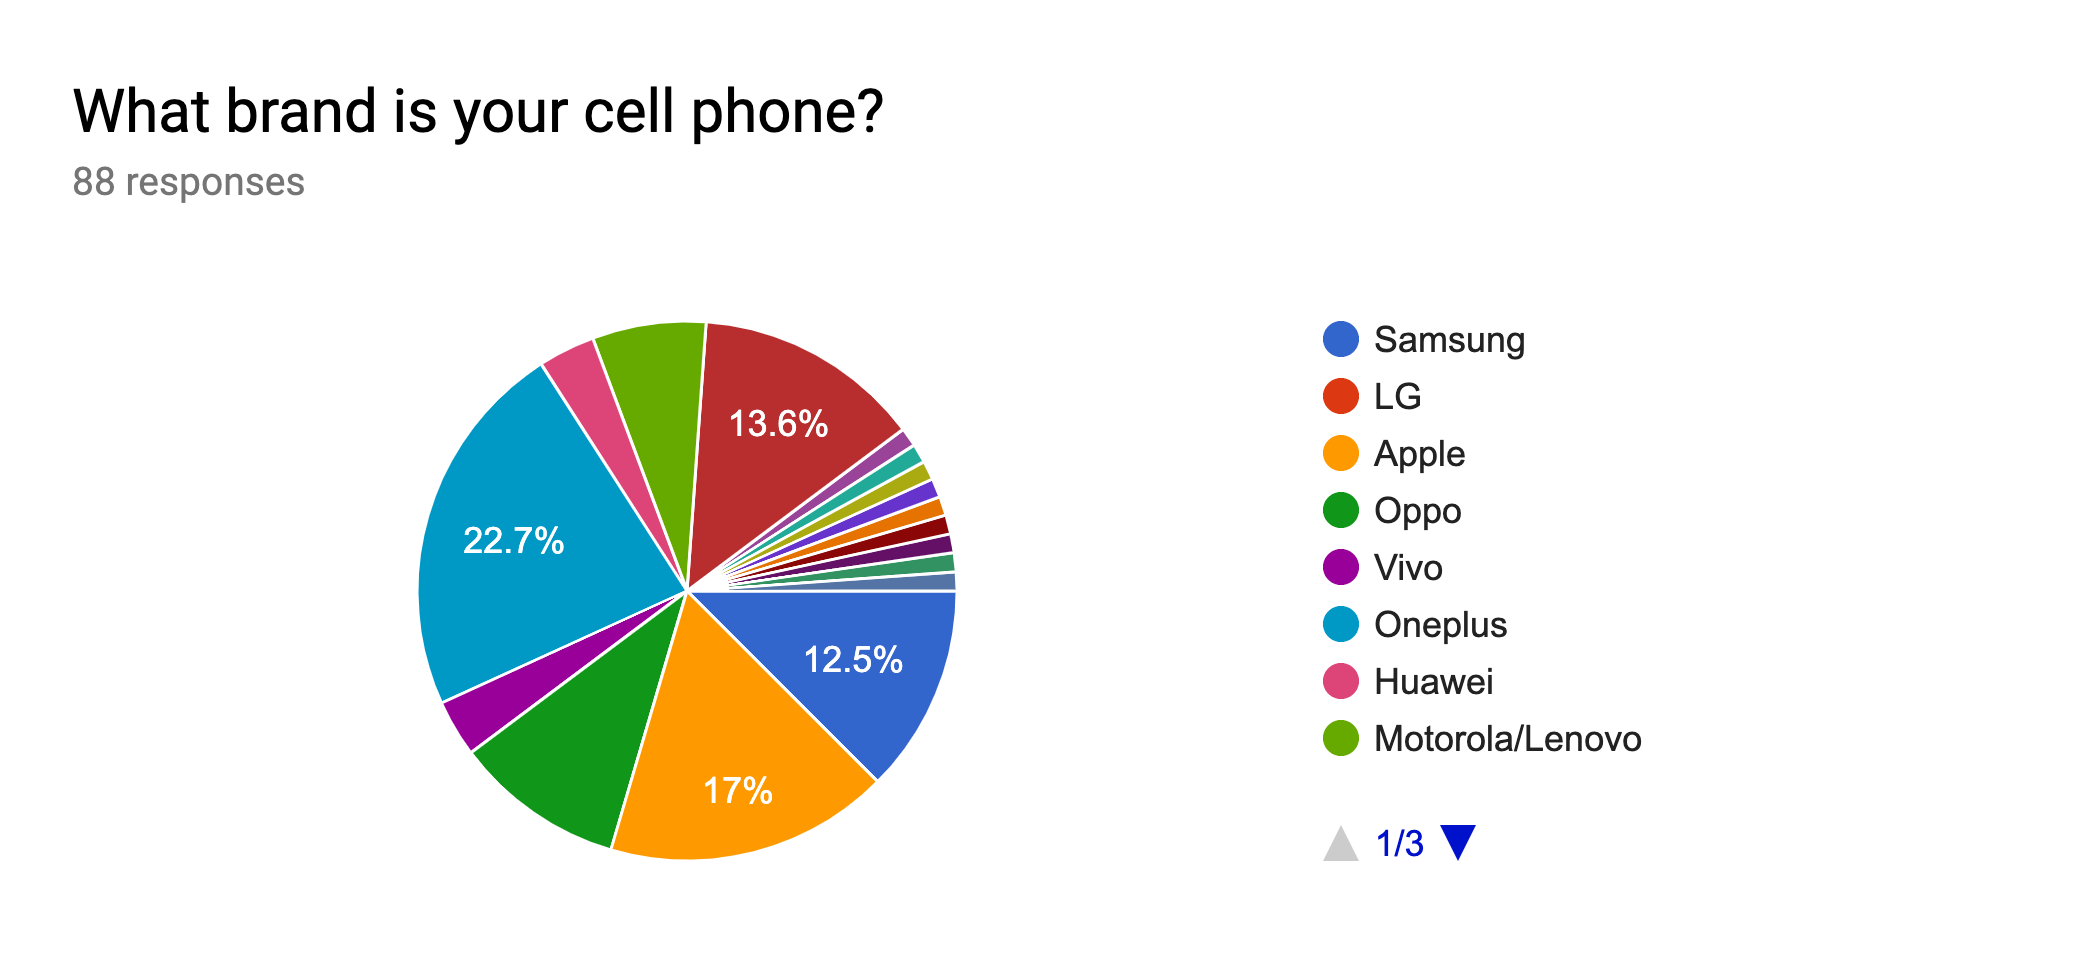 What brand is your cell phone?
88 responses
13.6%
22.7%
12.5%
17%
Samsung
LG
Apple
Oppo
Vivo
Oneplus
Huawei
Motorola/Lenovo
1/3